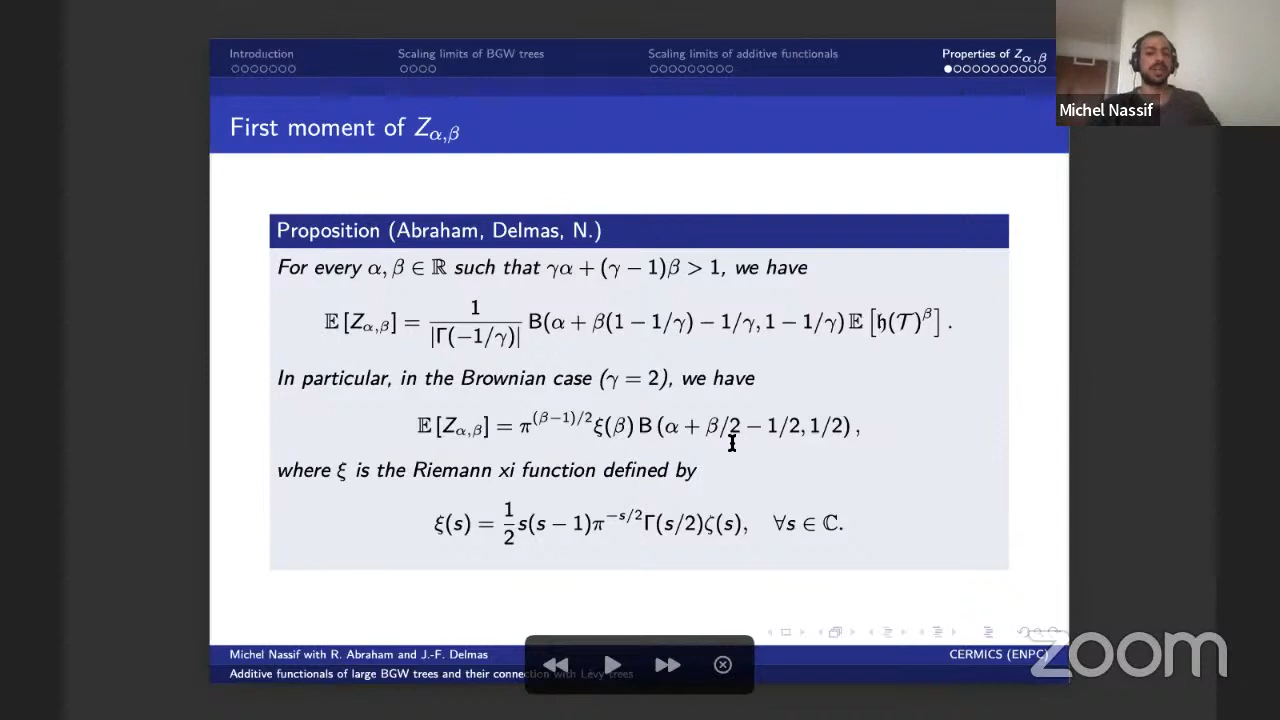 Introduction Scaling limits of BGW trees Scaling limits of additive functionals Properties of Z_{α,β}
Michel Nassif
First moment of Z_{α,β}
Proposition (Abraham, Delmas, N.)
For every α, β ∈ ℝ such that γα + (γ − 1)β > 1, we have
𝔼 [Z_{α,β}] = 1/|Γ(−1/γ)| B(α + β(1 − 1/γ) − 1/γ, 1 − 1/γ) 𝔼 [𝔥(𝒯)^β] .
In particular, in the Brownian case (γ = 2), we have
𝔼 [Z_{α,β}] = π^{(β−1)/2} ξ(β) B (α + β/2 − 1/2, 1/2) ,
where ξ is the Riemann xi function defined by
ξ(s) = 1/2 s(s − 1)π^{−s/2} Γ(s/2)ζ(s), ∀s ∈ ℂ.
Michel Nassif with R. Abraham and J.-F. Delmas CERMICS (ENPC)
Additive functionals of large BGW trees and their connection with Lévy trees
zoom